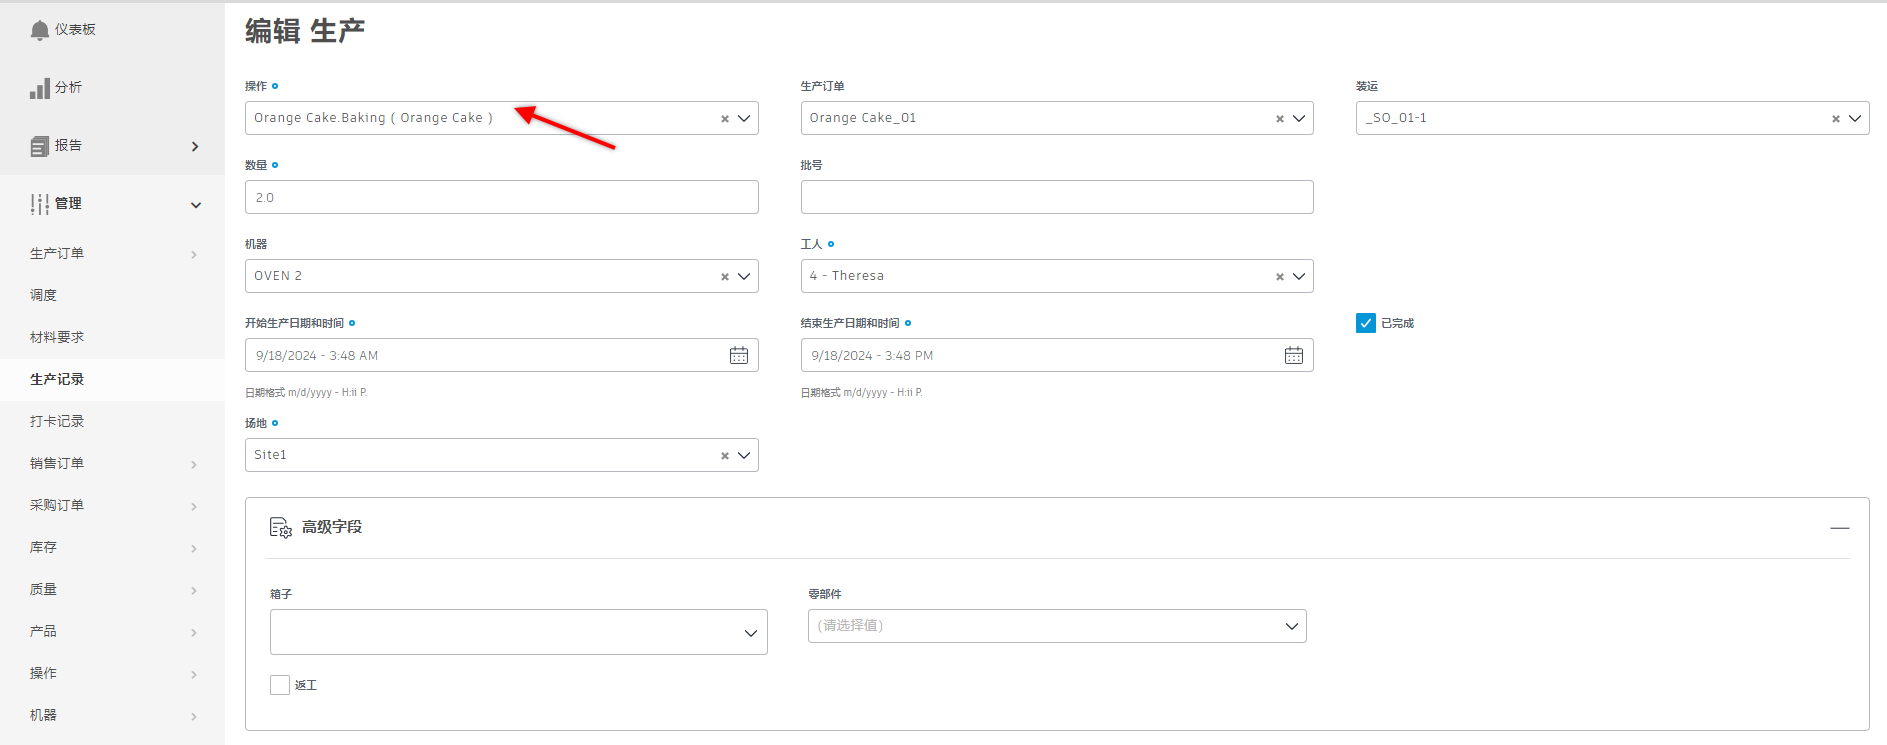 仪表板
分析
报告
管理
生产订单
调度
材料要求
生产记录
打卡记录
销售订单
采购订单
库存
质量
产品
操作
机器
编辑 生产
操作
Orange Cake.Baking ( Orange Cake )
生产订单
Orange Cake_01
装运
_SO_01-1
数量
2.0
批号
机器
OVEN 2
工人
4 - Theresa
开始生产日期和时间
9/18/2024 - 3:48 AM
日期格式 m/d/yyyy - H:ii P.
结束生产日期和时间
9/18/2024 - 3:48 PM
日期格式 m/d/yyyy - H:ii P.
已完成
场地
Site1
高级字段
箱子
零部件
(请选择值)
返工